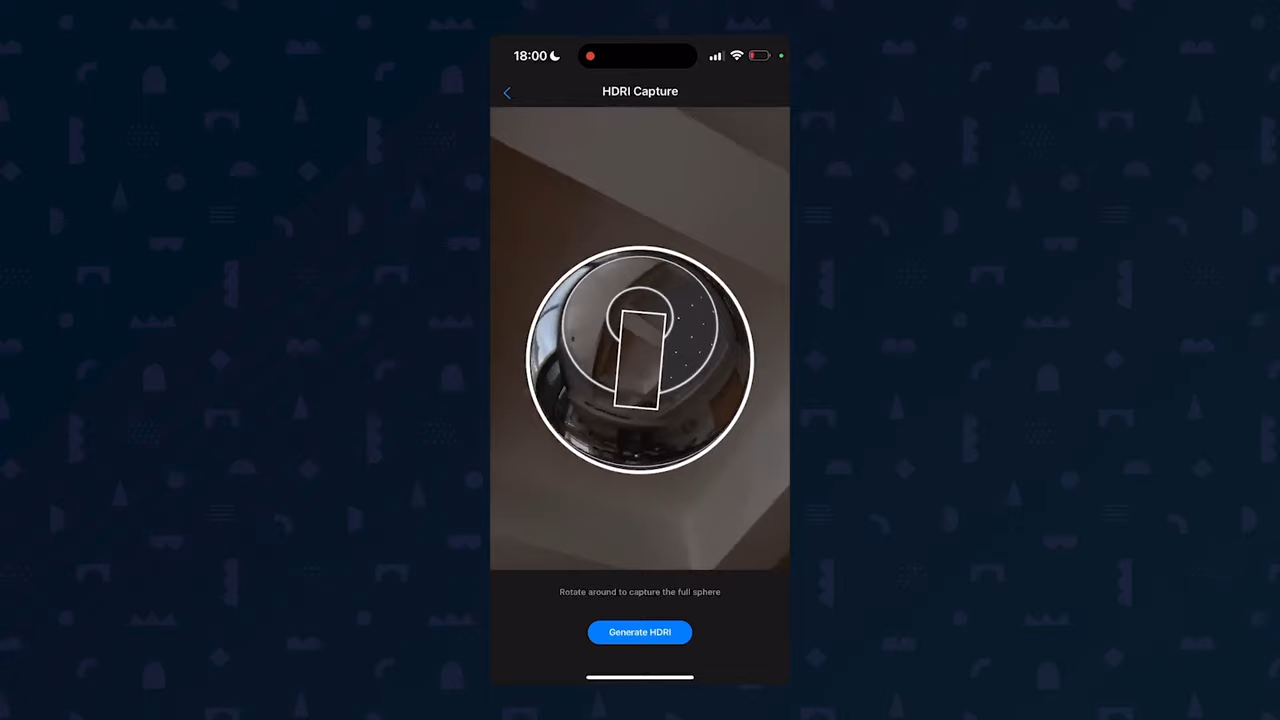 18:00
HDRI Capture
Rotate around to capture the full sphere
Generate HDRI